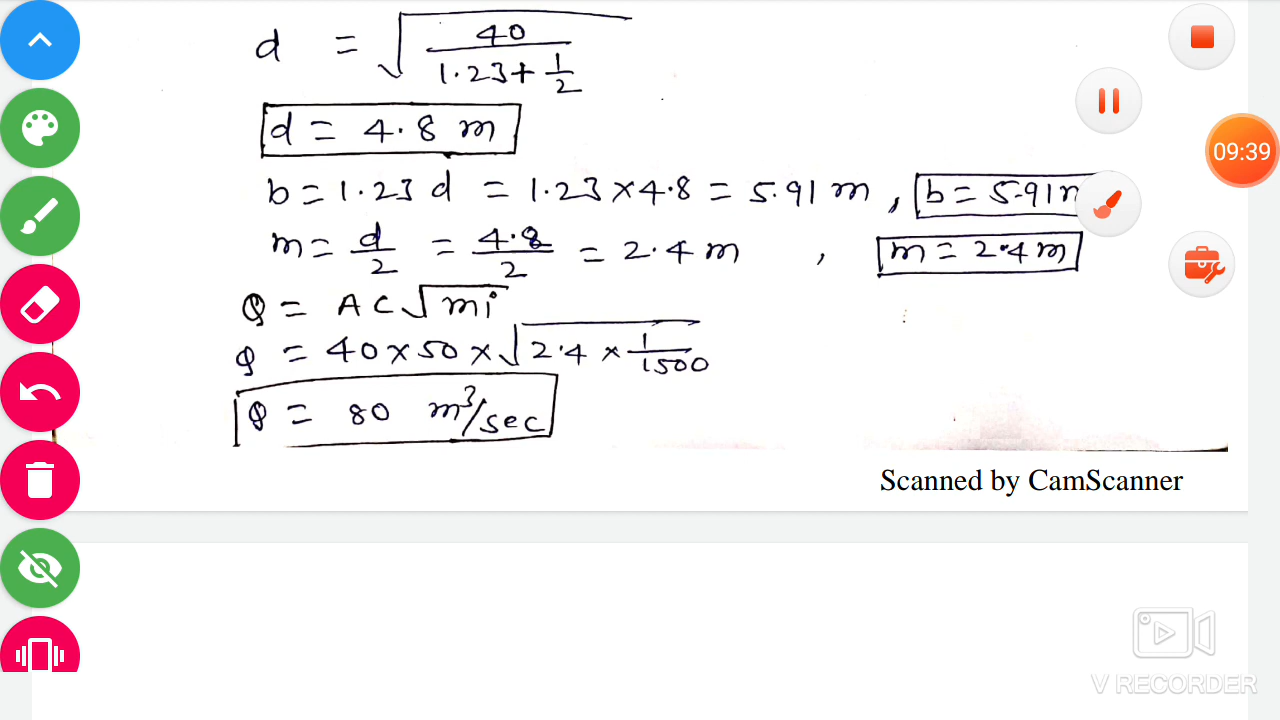 d = √(40 / (1.23 + 1/2))
d = 4.8 m
b = 1.23 d = 1.23 × 4.8 = 5.91 m , b = 5.91 m
m = d/2 = 4.8/2 = 2.4 m , m = 2.4 m
Q = A C √mi
Q = 40 × 50 × √(2.4 × 1/1500)
Q = 80 m³/sec
Scanned by CamScanner
09:39
V RECORDER